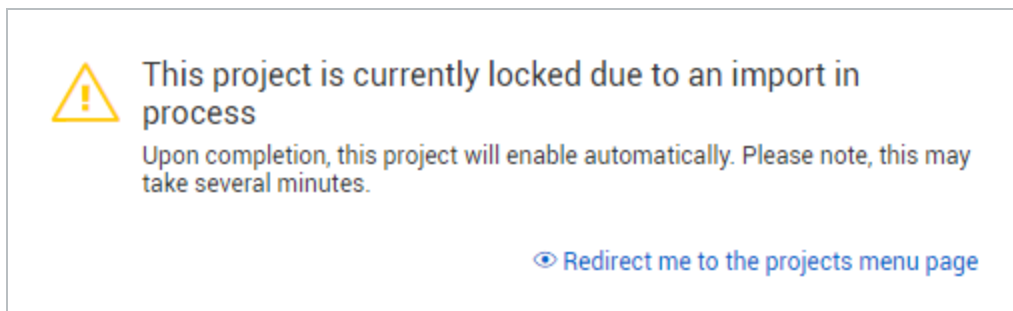 This project is currently locked due to an import in
process
Upon completion, this project will enable automatically. Please note, this may
take several minutes.
Redirect me to the projects menu page